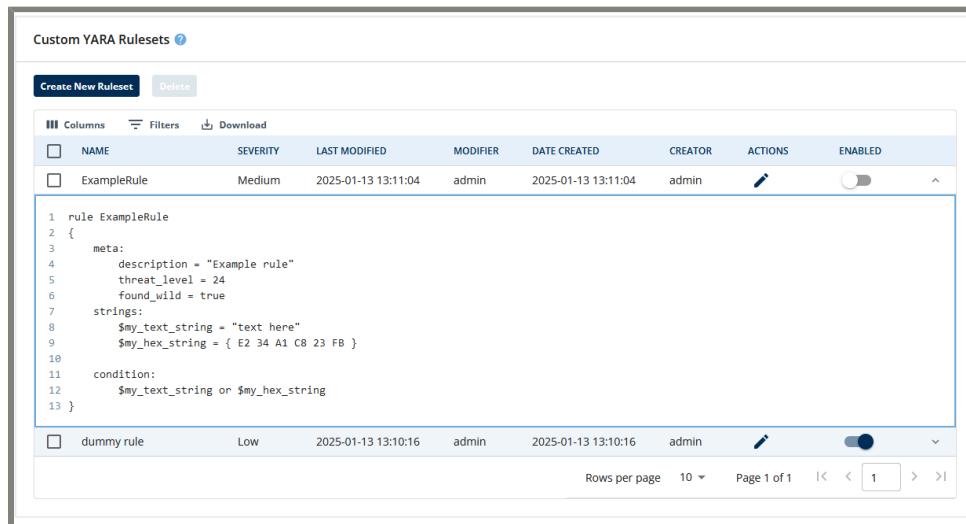 Custom YARA Rulesets ?
Create New Ruleset Delete
Columns Filters Download
NAME SEVERITY LAST MODIFIED MODIFIER DATE CREATED CREATOR ACTIONS ENABLED
ExampleRule Medium 2025-01-13 13:11:04 admin 2025-01-13 13:11:04 admin
1 rule ExampleRule
2 {
3     meta:
4         description = "Example rule"
5         threat_level = 24
6         found_wild = true
7     strings:
8         $my_text_string = "text here"
9         $my_hex_string = { E2 34 A1 C8 23 FB }
10
11     condition:
12         $my_text_string or $my_hex_string
13 }
dummy rule Low 2025-01-13 13:10:16 admin 2025-01-13 13:10:16 admin
Rows per page 10 Page 1 of 1 1